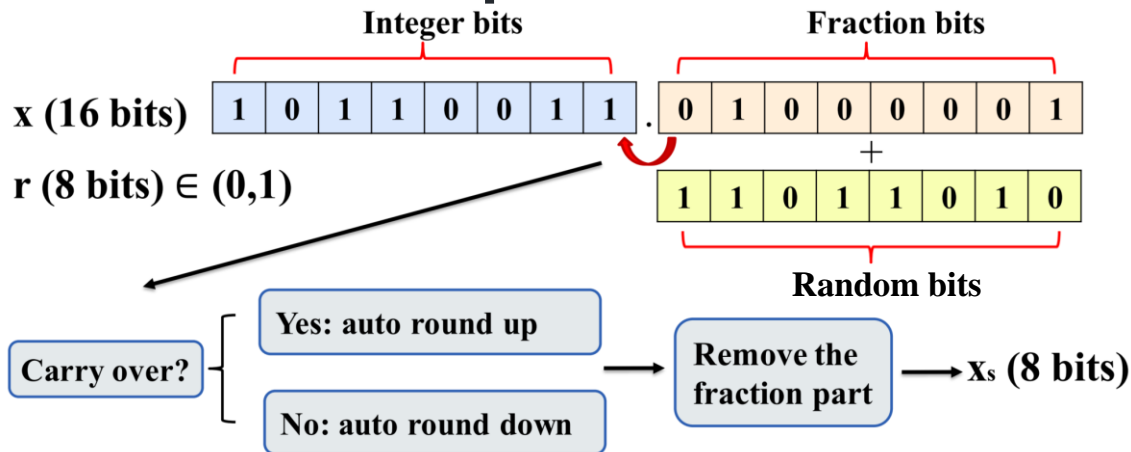 Integer bits
Fraction bits
x (16 bits) 1 0 1 1 0 0 1 1 . 0 1 0 0 0 0 0 1
+
r (8 bits) ∈ (0,1) 1 1 0 1 1 0 1 0
Random bits
Yes: auto round up
Carry over?
No: auto round down
Remove the
fraction part
xs (8 bits)